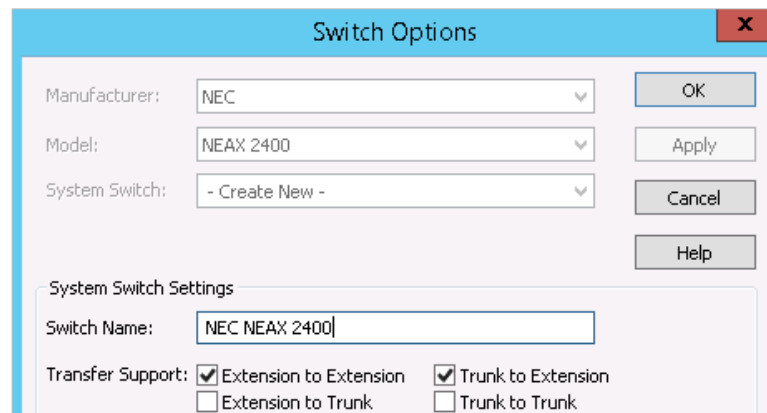 Switch Options
x
Manufacturer: NEC OK
Model: NEAX 2400 Apply
System Switch: - Create New - Cancel
Help
System Switch Settings
Switch Name: NEC NEAX 2400
Transfer Support: Extension to Extension Trunk to Extension
Extension to Trunk Trunk to Trunk